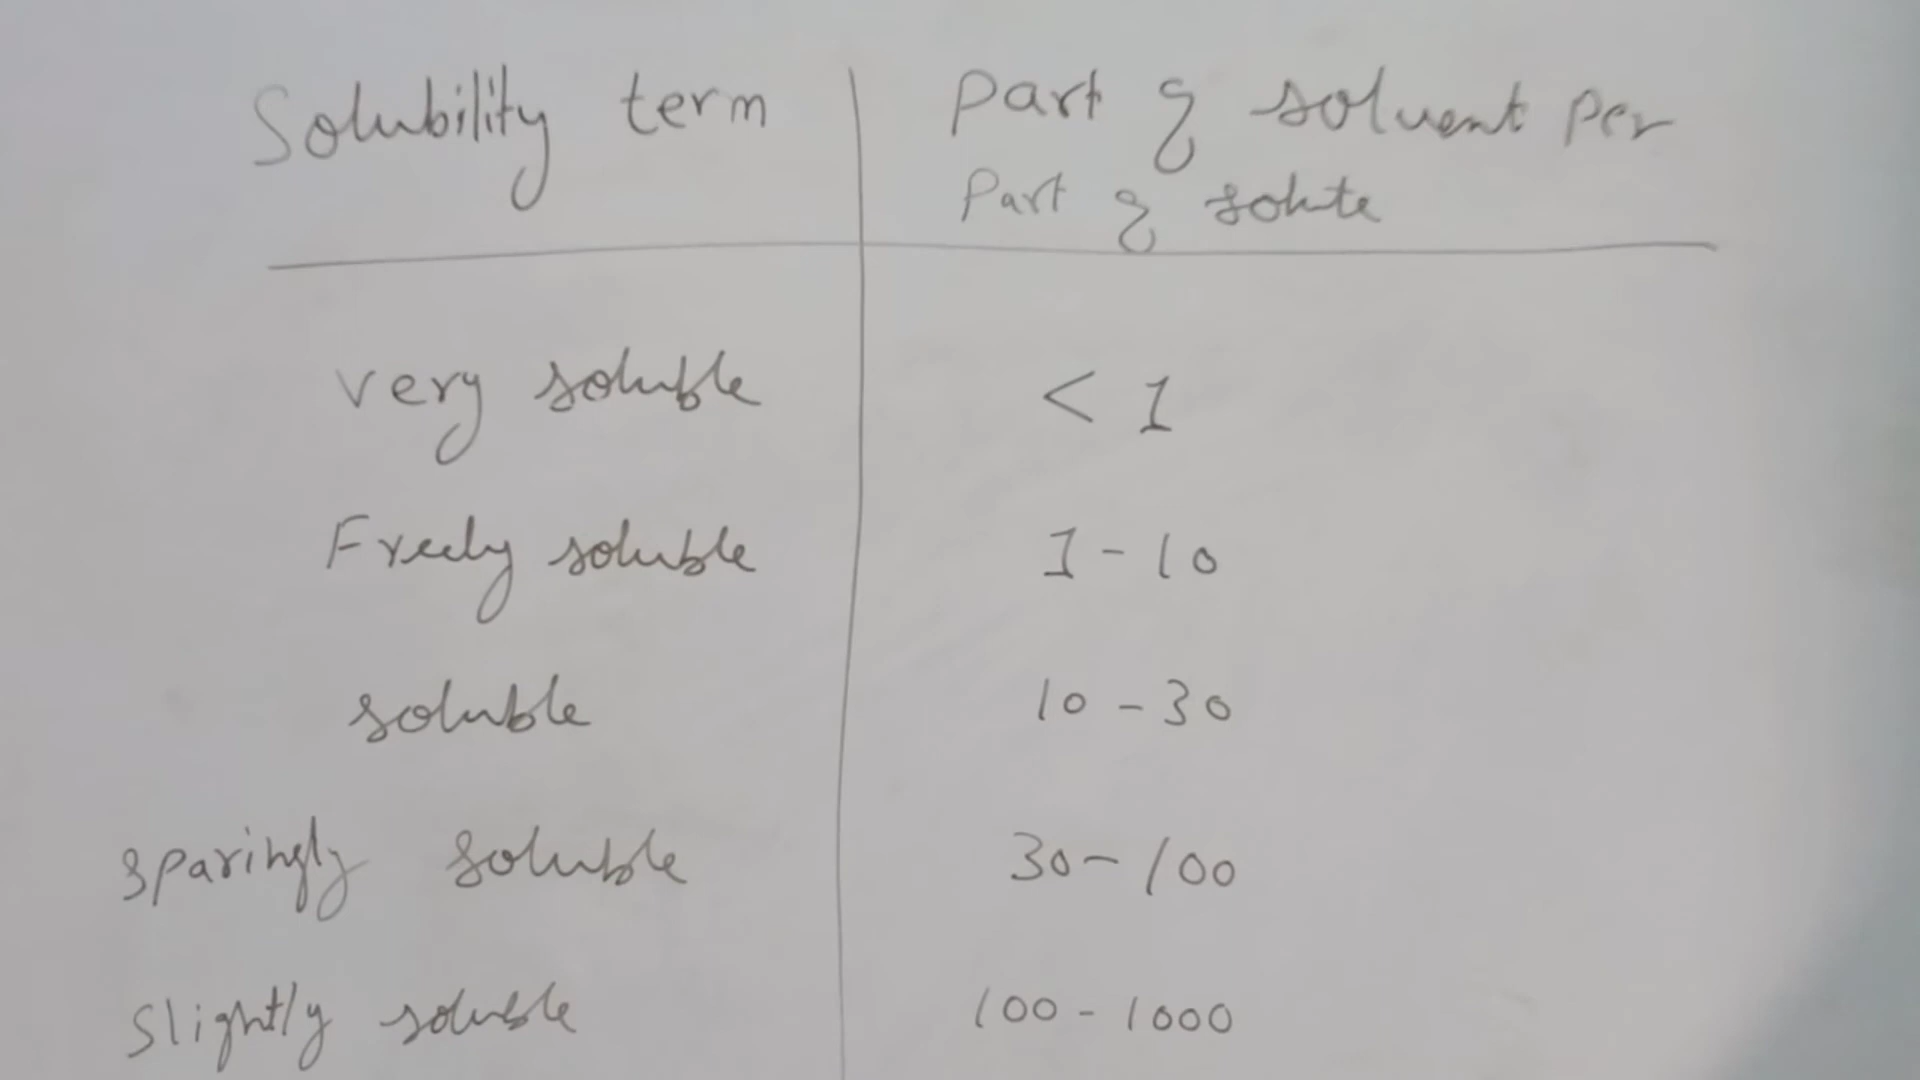 Solubility term | Part of solvent per
Part of solute
very soluble | < 1
Freely soluble | 1 - 10
soluble | 10 - 30
sparingly soluble | 30 - 100
slightly soluble | 100 - 1000